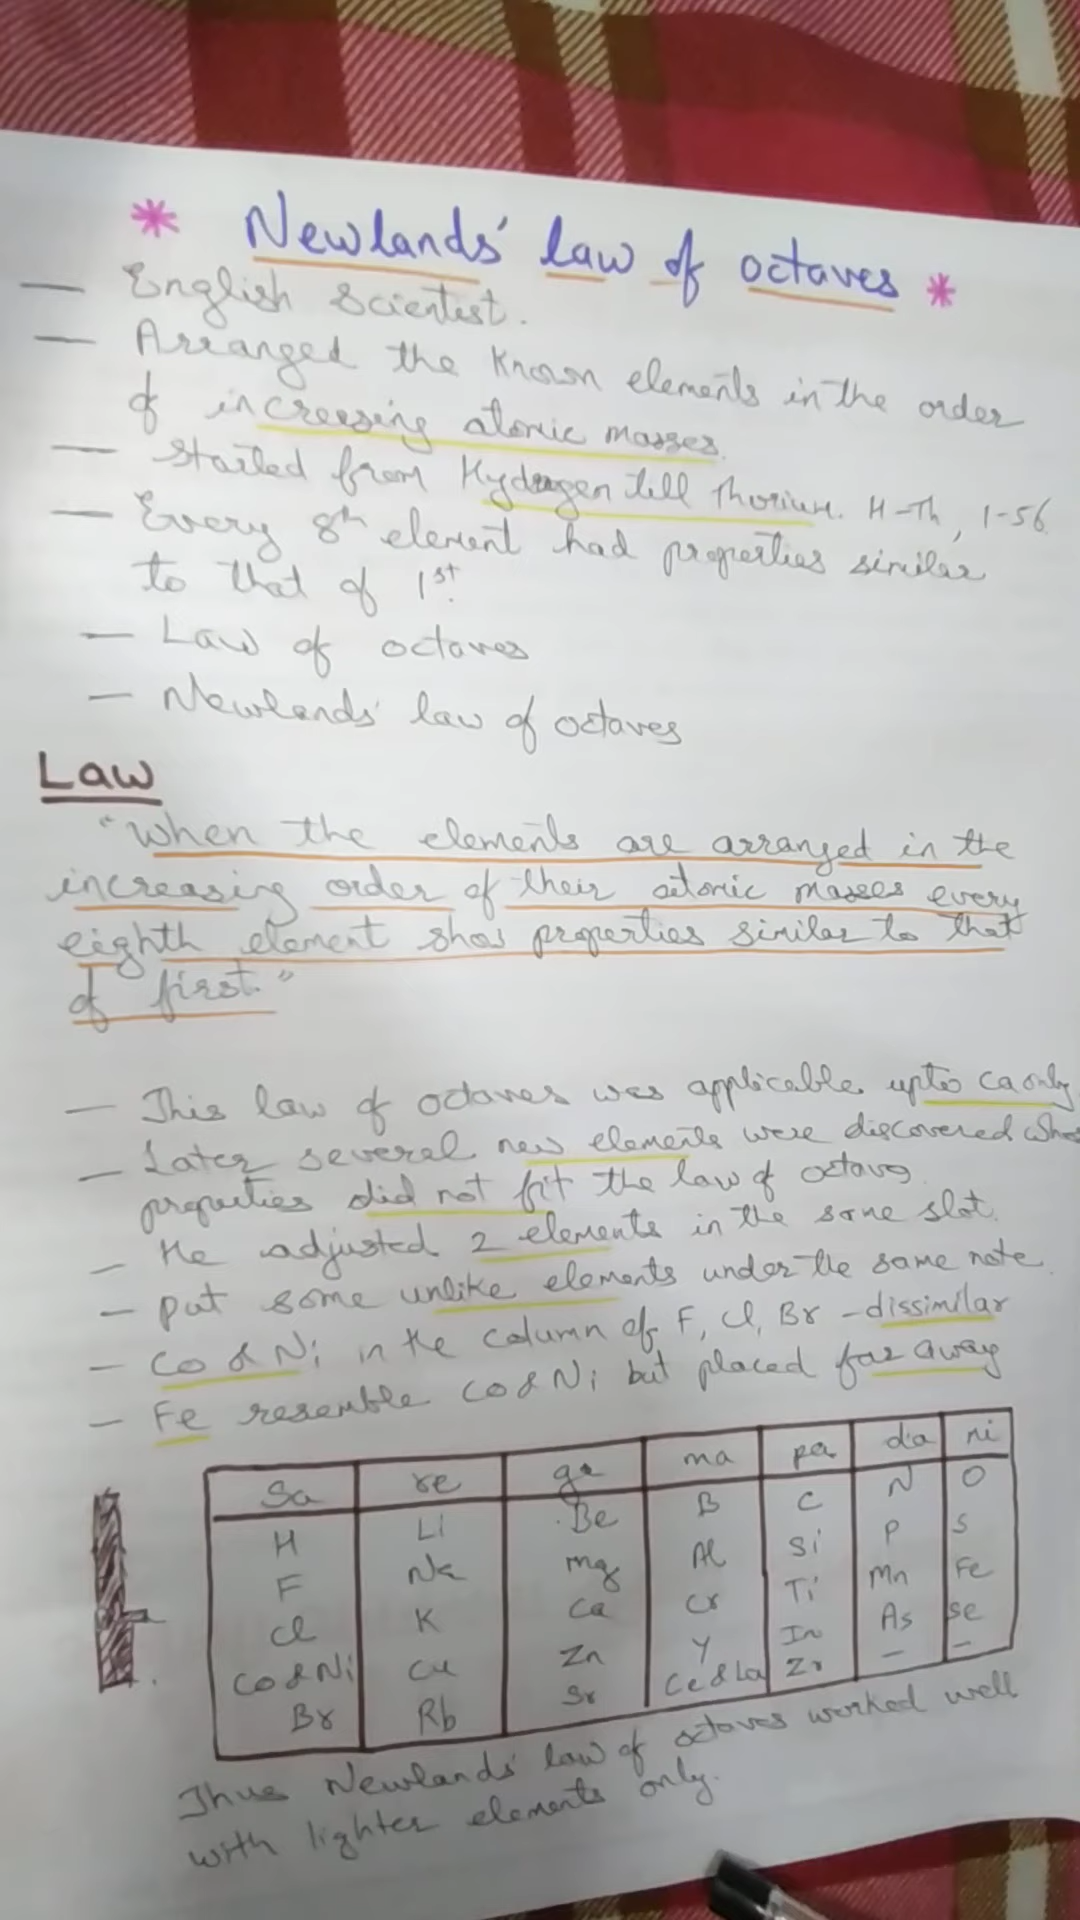 * Newlands' law of octaves *
— English Scientist.
— Arranged the known elements in the order
of increasing atomic masses.
— Started from Hydrogen till Thorium. H-Th, 1-56.
— Every 8th element had properties similar
to that of 1st.
— Law of octaves
— Newlands' law of octaves
Law
"When the elements are arranged in the
increasing order of their atomic masses every
eighth element show properties similar to that
of first."
— This law of octaves was applicable upto Ca only
— Later several new elements were discovered whos
properties did not fit the law of octave
— He adjusted 2 elements in the same slot.
— put some unlike elements under the same note.
— Co & Ni in the column of F, Cl, Br - dissimilar
— Fe resemble Co & Ni but placed far away
Sa re ga ma pa da ni
H Li Be B C N O
F Na Mg Al Si P S
Cl K Ca Cr Ti Mn Fe
Co & Ni Cu Zn Y In As Se
Br Rb Sr Ce & La Zr — —
Thus Newlands' law of octaves worked well
with lighter elements only.